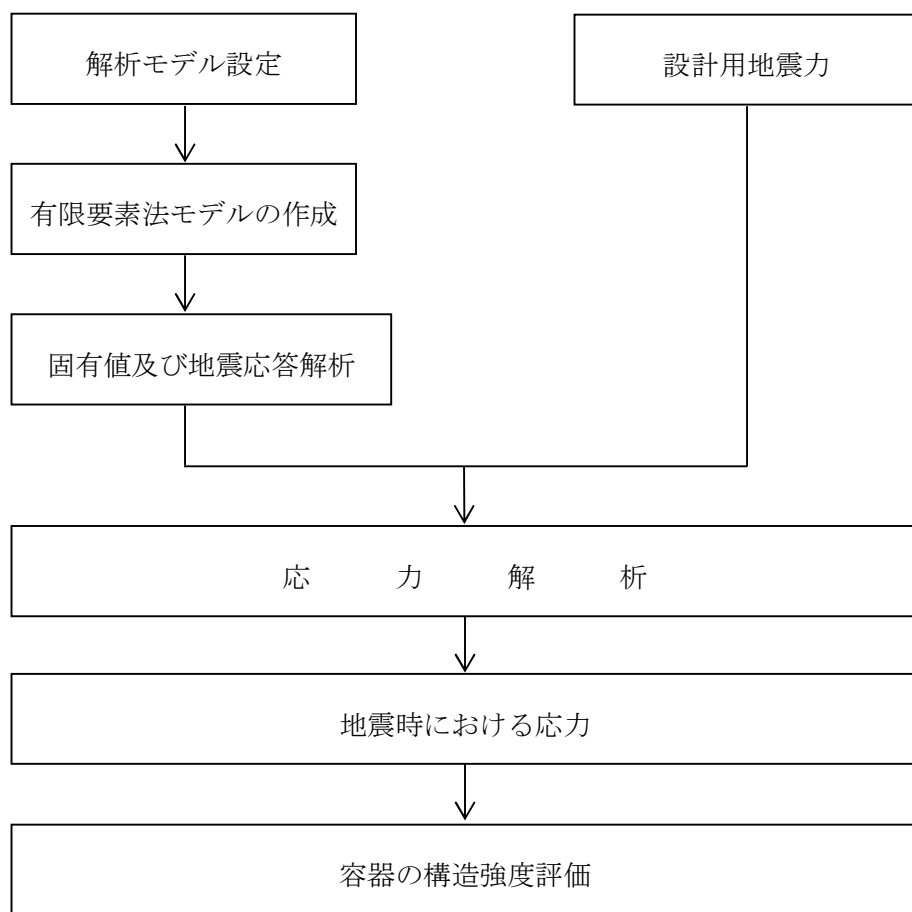 解析モデル設定
設計用地震力
有限要素法モデルの作成
固有値及び地震応答解析
応力解析
地震時における応力
容器の構造強度評価